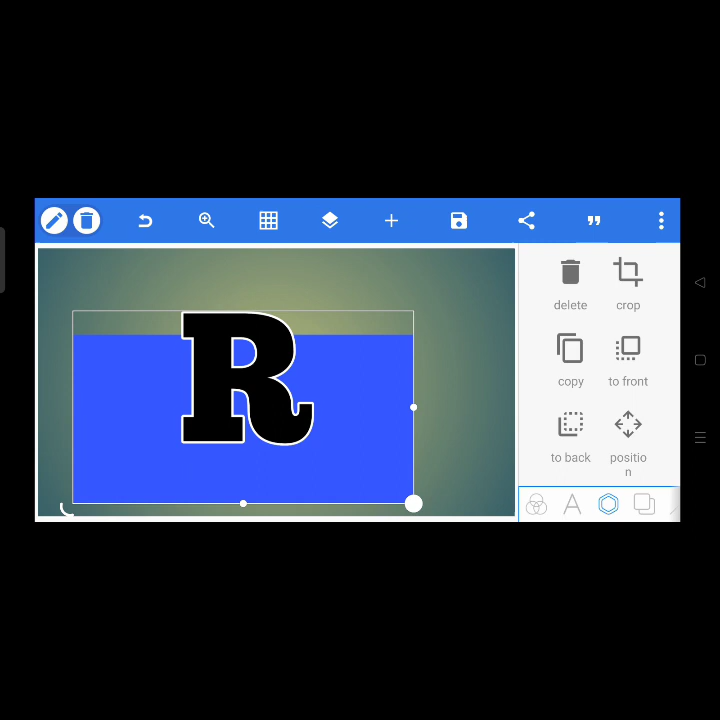 R
delete
crop
copy
to front
to back
positio
n